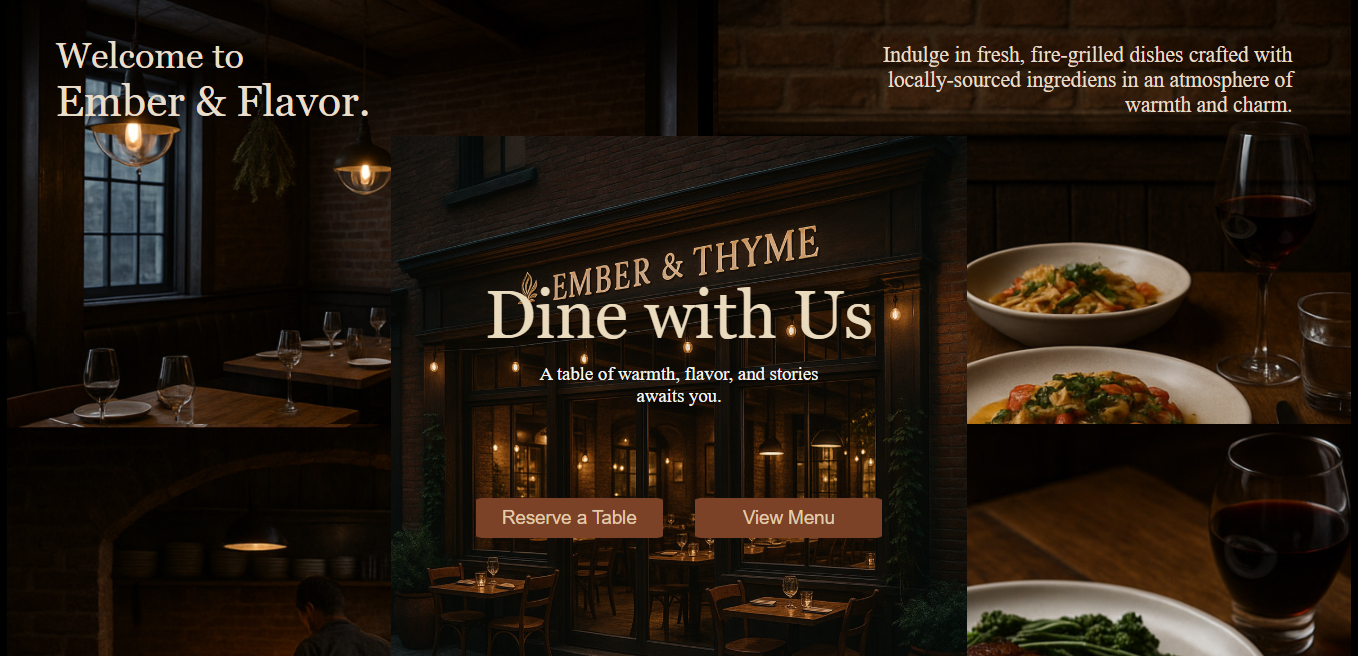 Welcome to
Ember & Flavor.
Indulge in fresh, fire-grilled dishes crafted with
locally-sourced ingrediens in an atmosphere of
warmth and charm.
EMBER & THYME
Dine with Us
A table of warmth, flavor, and stories
awaits you.
Reserve a Table
View Menu